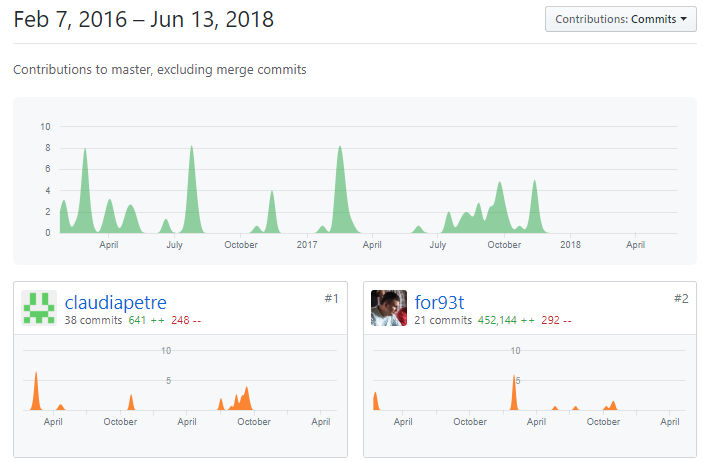 Feb 7, 2016 – Jun 13, 2018
Contributions: Commits
Contributions to master, excluding merge commits
10
8
6
4
2
0
April July October 2017 April July October 2018 April
claudiapetre #1
38 commits 641 ++ 248 --
10
5
April October April October April
for93t #2
21 commits 452,144 ++ 292 --
10
5
April October April October April